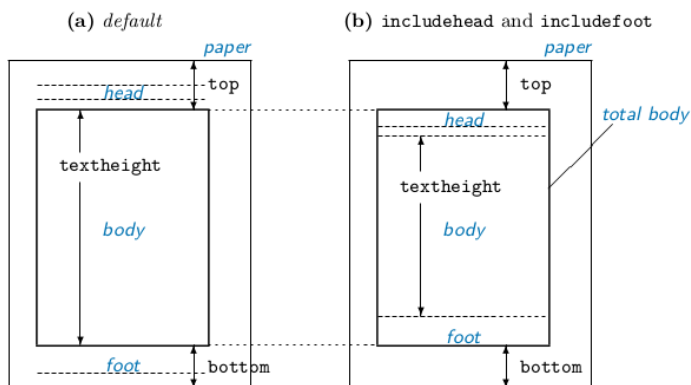 (a) default
(b) includehead and includefoot
paper
paper
top
top
head
head
total body
textheight
textheight
body
body
foot
foot
bottom
bottom